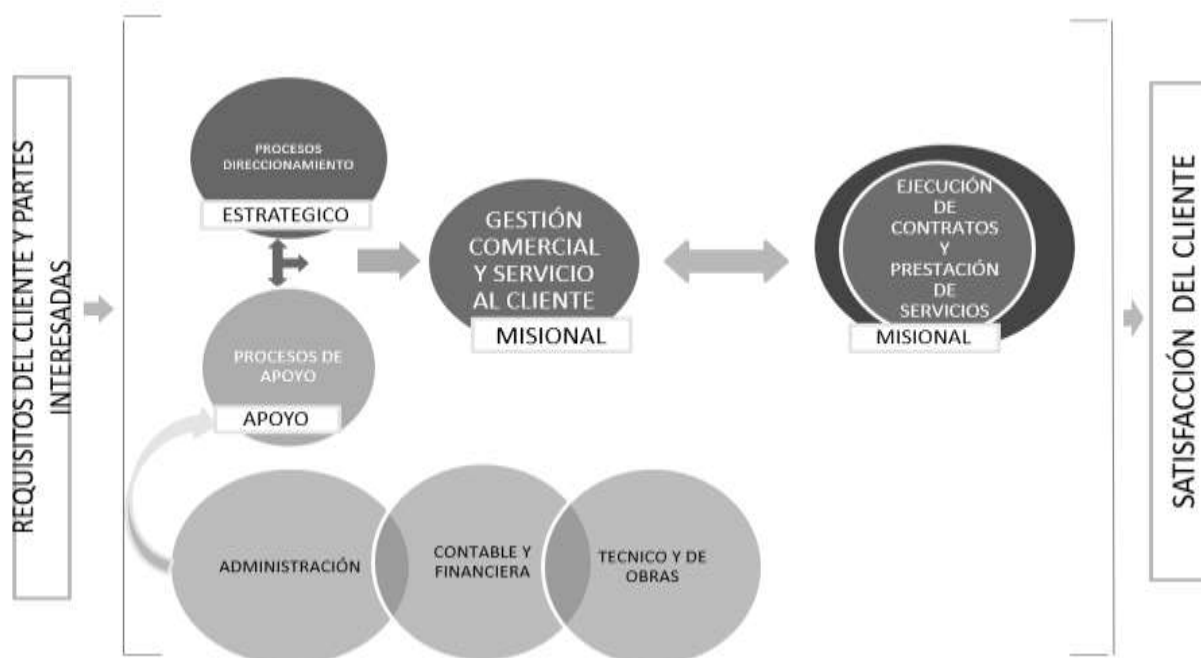 REQUISITOS DEL CLIENTE Y PARTES
INTERESADAS
PROCESOS
DIRECCIONAMIENTO
ESTRATEGICO
PROCESOS DE
APOYO
APOYO
GESTIÓN
COMERCIAL
Y SERVICIO
AL CLIENTE
MISIONAL
EJECUCIÓN
DE
CONTRATOS
Y
PRESTACIÓN
DE
SERVICIOS
MISIONAL
ADMINISTRACIÓN
CONTABLE Y
FINANCIERA
TECNICO Y DE
OBRAS
SATISFACCIÓN DEL CLIENTE